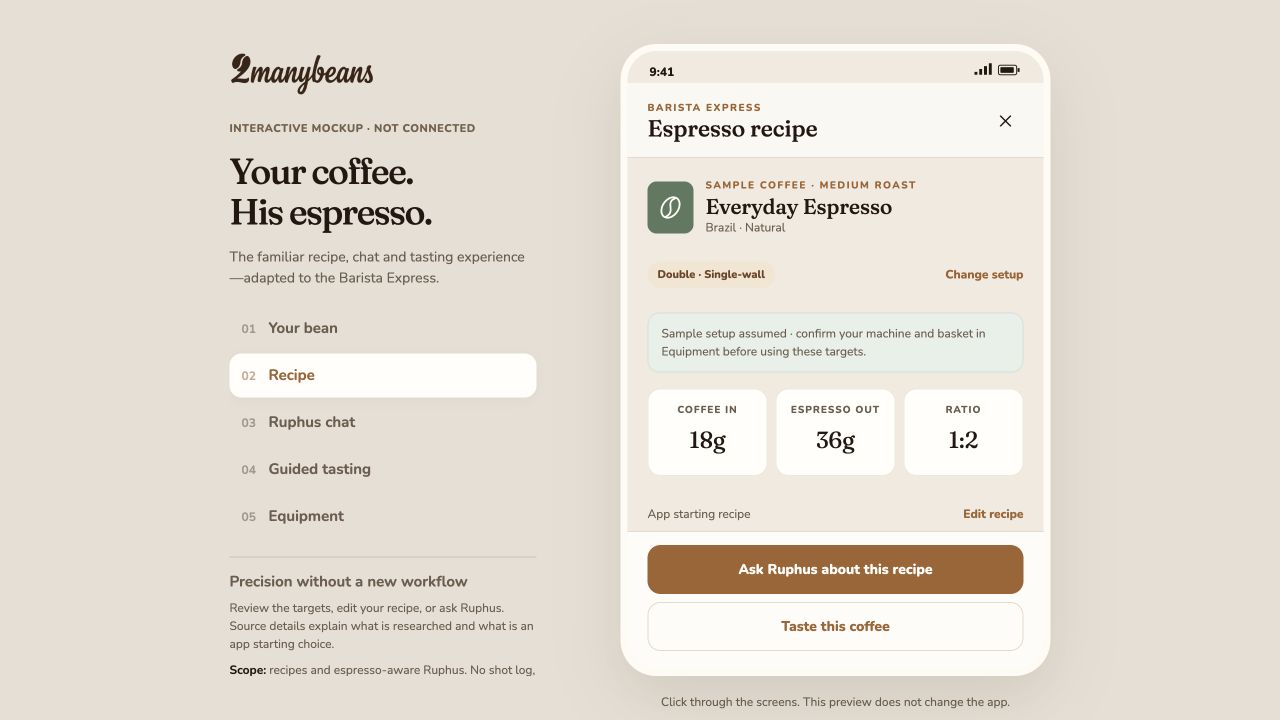 2manybeans
INTERACTIVE MOCKUP · NOT CONNECTED
Your coffee.
His espresso.
The familiar recipe, chat and tasting experience
—adapted to the Barista Express.
01 Your bean
02 Recipe
03 Ruphus chat
04 Guided tasting
05 Equipment
Precision without a new workflow
Review the targets, edit your recipe, or ask Ruphus.
Source details explain what is researched and what is an
app starting choice.
Scope: recipes and espresso-aware Ruphus. No shot log,
9:41
BARISTA EXPRESS
Espresso recipe
SAMPLE COFFEE · MEDIUM ROAST
Everyday Espresso
Brazil · Natural
Double · Single-wall
Change setup
Sample setup assumed · confirm your machine and basket in
Equipment before using these targets.
COFFEE IN
18g
ESPRESSO OUT
36g
RATIO
1:2
App starting recipe
Edit recipe
Ask Ruphus about this recipe
Taste this coffee
Click through the screens. This preview does not change the app.